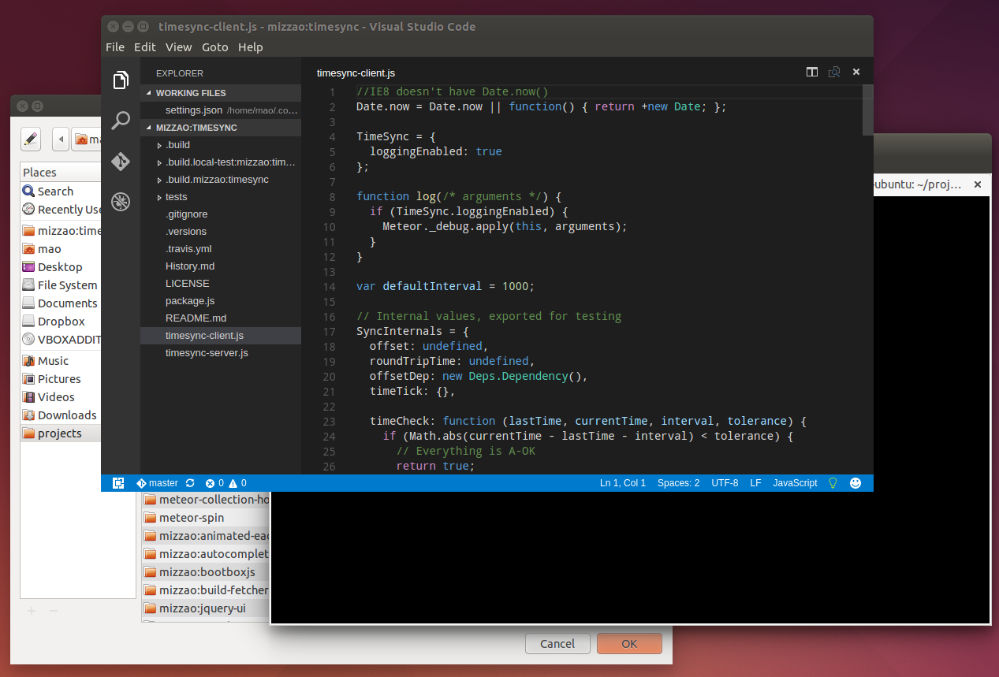 timesync-client.js - mizzao:timesync - Visual Studio Code
File Edit View Goto Help
EXPLORER
WORKING FILES
settings.json /home/mao/.co...
MIZZAO:TIMESYNC
.build
.build.local-test:mizzao:tim...
.build.mizzao:timesync
tests
.gitignore
.versions
.travis.yml
History.md
LICENSE
package.js
README.md
timesync-client.js
timesync-server.js
timesync-client.js
1 //IE8 doesn't have Date.now()
2 Date.now = Date.now || function() { return +new Date; };
3
4 TimeSync = {
5 loggingEnabled: true
6 };
7
8 function log(/* arguments */) {
9 if (TimeSync.loggingEnabled) {
10 Meteor._debug.apply(this, arguments);
11 }
12 }
13
14 var defaultInterval = 1000;
15
16 // Internal values, exported for testing
17 SyncInternals = {
18 offset: undefined,
19 roundTripTime: undefined,
20 offsetDep: new Deps.Dependency(),
21 timeTick: {},
22
23 timeCheck: function (lastTime, currentTime, interval, tolerance) {
24 if (Math.abs(currentTime - lastTime - interval) < tolerance) {
25 // Everything is A-OK
26 return true;
master 0 0 Ln 1, Col 1 Spaces: 2 UTF-8 LF JavaScript
ma
Places
Search
Recently Use
mizzao:time
mao
Desktop
File System
Documents
Dropbox
VBOXADDIT
Music
Pictures
Videos
Downloads
projects
meteor-collection-ho
meteor-spin
mizzao:animated-eac
mizzao:autocomplet
mizzao:bootboxjs
mizzao:build-fetcher
mizzao:jquery-ui
Cancel OK
-ubuntu: ~/proj...